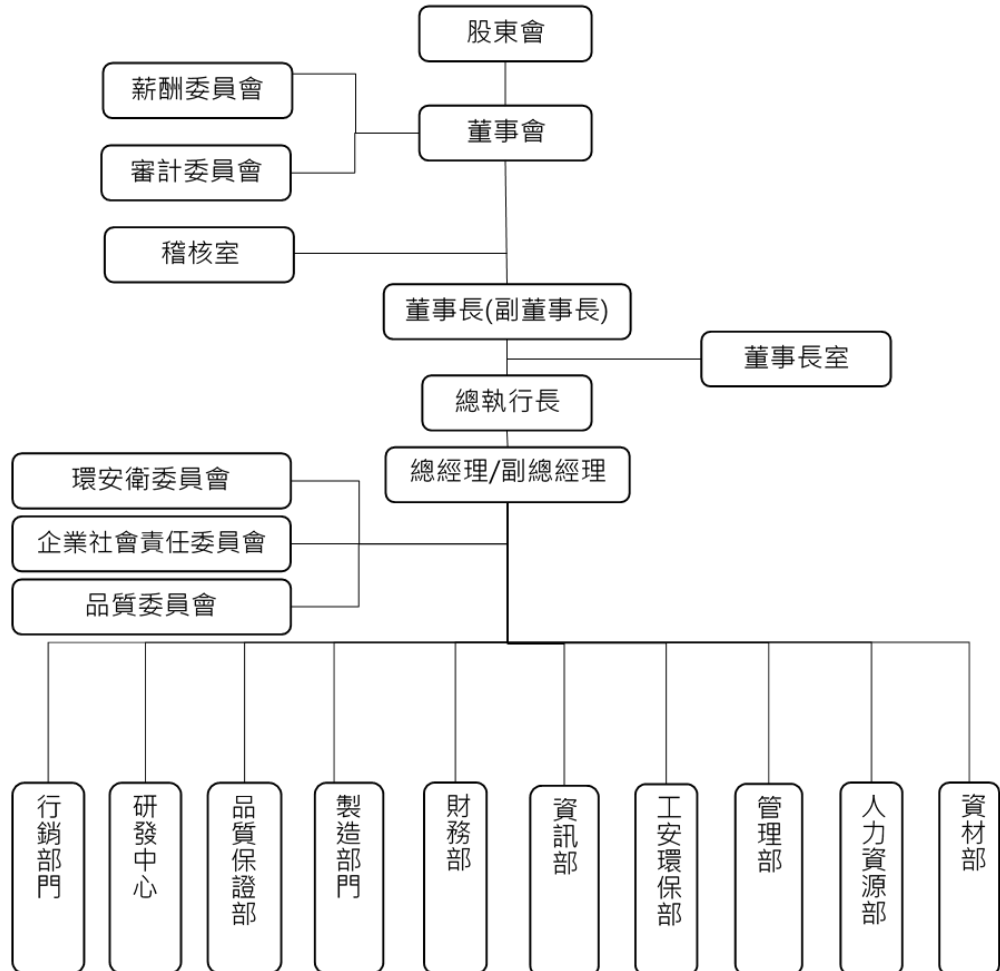 股東會
薪酬委員會
董事會
審計委員會
稽核室
董事長(副董事長)
董事長室
總執行長
總經理/副總經理
環安衛委員會
企業社會責任委員會
品質委員會
行銷部門
研發中心
品質保證部
製造部門
財務部
資訊部
工安環保部
管理部
人力資源部
資材部